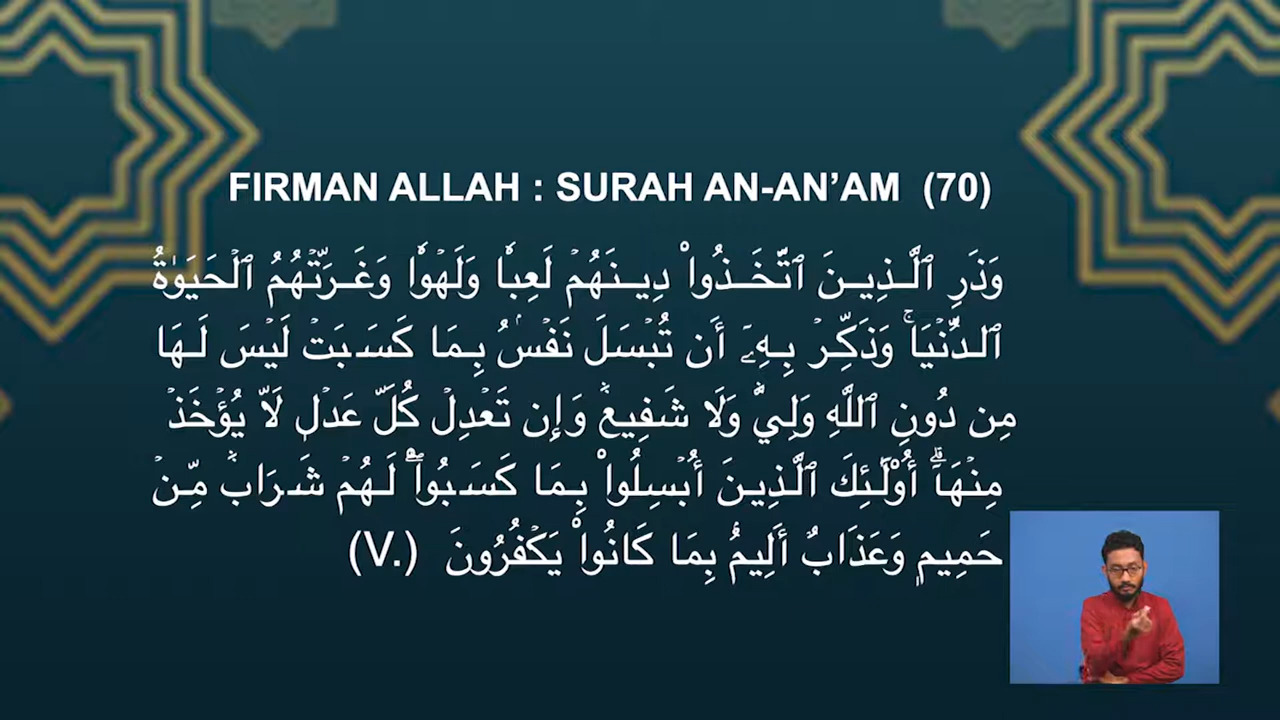 FIRMAN ALLAH : SURAH AN-AN’AM (70)
وَذَرِ ٱلَّذِينَ ٱتَّخَذُواْ دِينَهُمۡ لَعِبٗا وَلَهۡوٗا وَغَرَّتۡهُمُ ٱلۡحَيَوٰةُ
ٱلدُّنۡيَاۚ وَذَكِّرۡ بِهِۦٓ أَن تُبۡسَلَ نَفۡسُۢ بِمَا كَسَبَتۡ لَيۡسَ لَهَا
مِن دُونِ ٱللَّهِ وَلِيّٞ وَلَا شَفِيعٞ وَإِن تَعۡدِلۡ كُلَّ عَدۡلٖ لَّا يُؤۡخَذۡ
مِنۡهَآۗ أُوْلَٰٓئِكَ ٱلَّذِينَ أُبۡسِلُواْ بِمَا كَسَبُواْۖ لَهُمۡ شَرَابٞ مِّنۡ
حَمِيمٖ وَعَذَابٌ أَلِيمُۢ بِمَا كَانُواْ يَكۡفُرُونَ (٧٠)